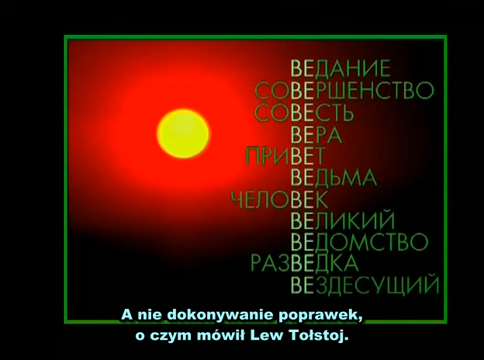 ВЕДАНИЕ
СОВЕРШЕНСТВО
СОВЕСТЬ
ВЕРА
ПРИВЕТ
ВЕДЬМА
ЧЕЛОВЕК
ВЕЛИКИЙ
ВЕДОМСТВО
РАЗВЕДКА
ВЕЗДЕСУЩИЙ
A nie dokonywanie poprawek,
o czym mówił Lew Tołstoj.